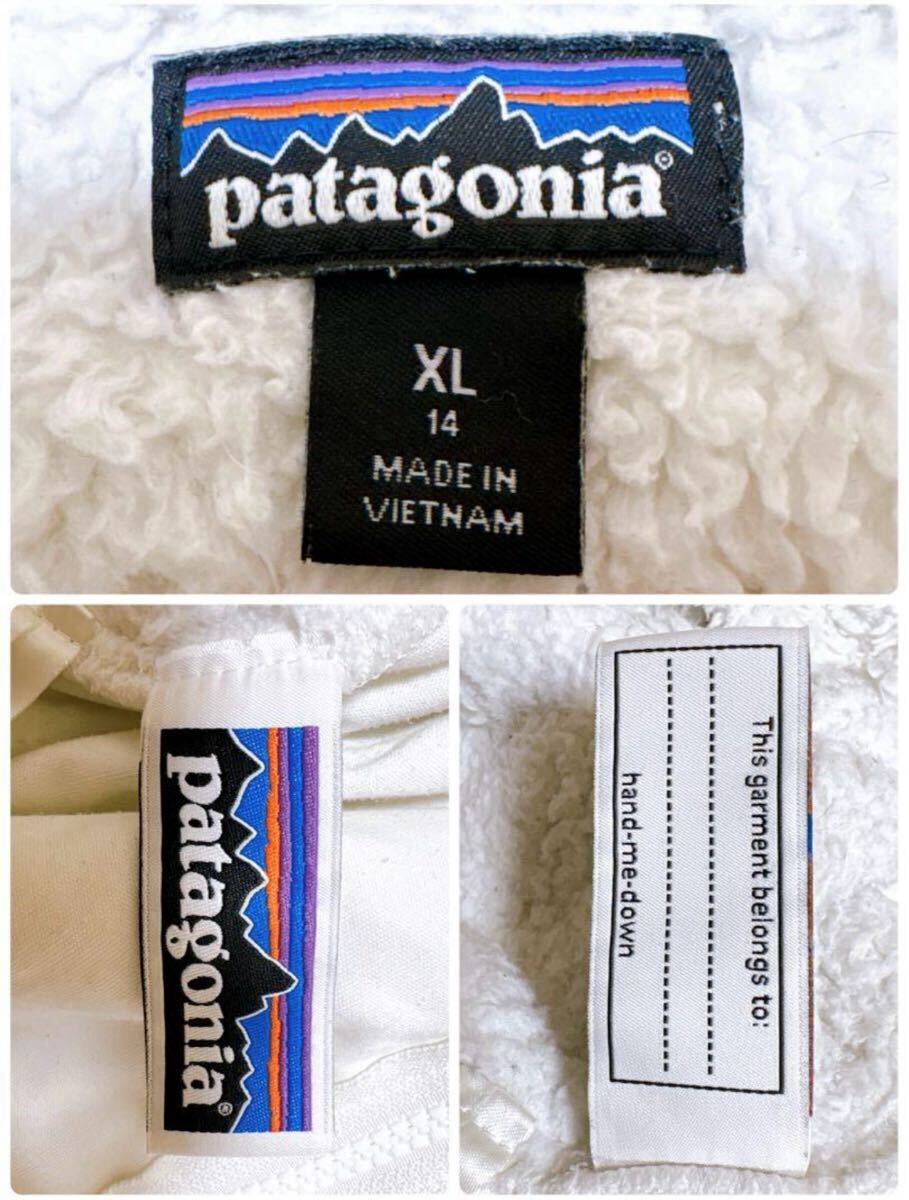 patagonia®
XL
14
MADE IN
VIETNAM
patagonia®
This garment belongs to:
hand-me-down